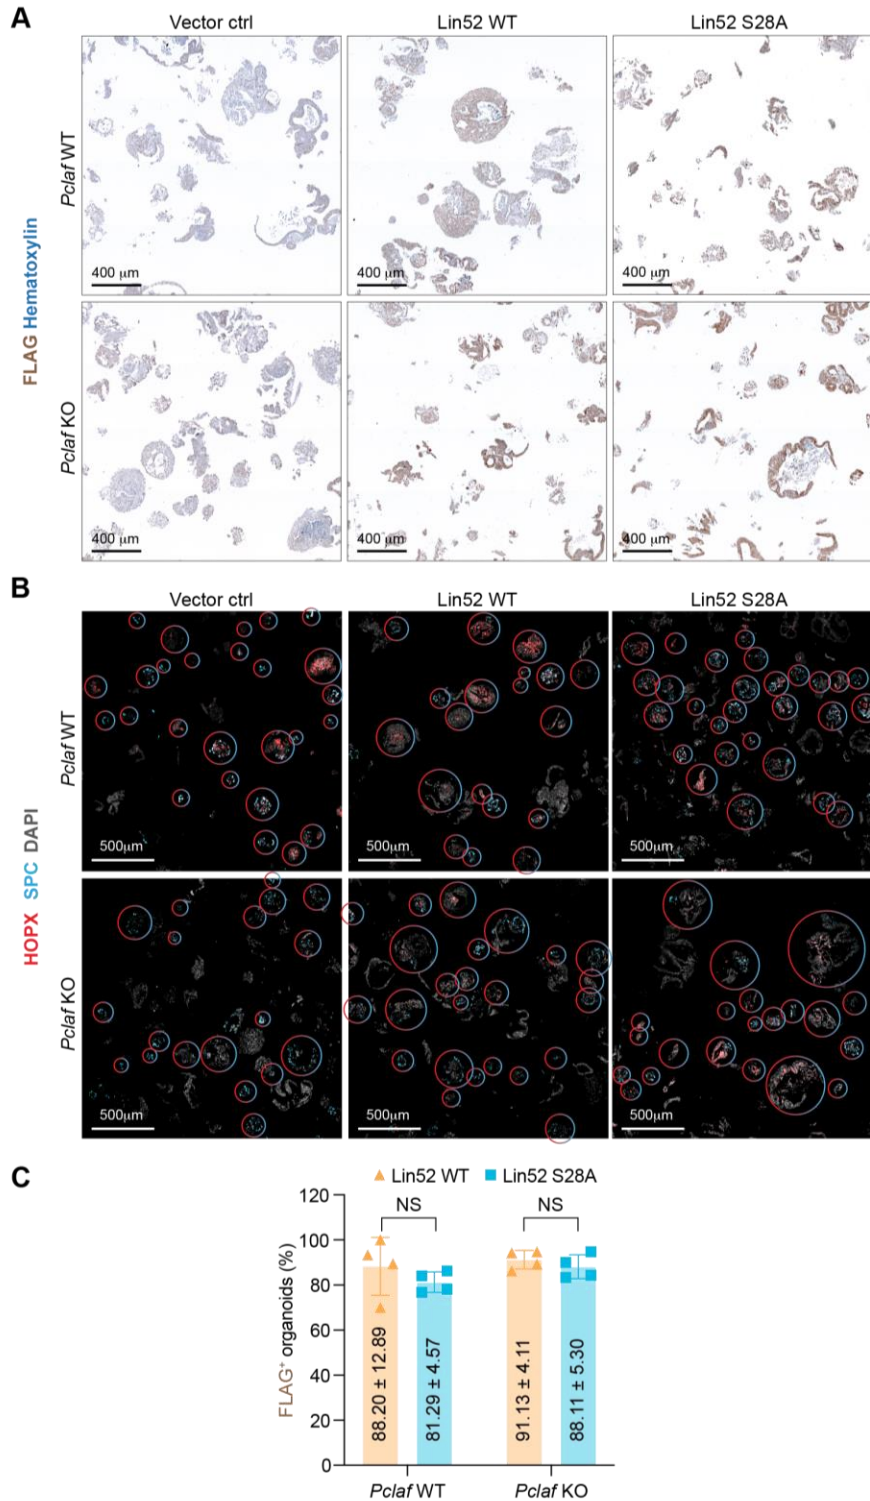 A
Vector ctrl
Lin52 WT
Lin52 S28A
FLAG Hematoxylin
Pclaf WT
400 μm
400 μm
400 μm
Pclaf KO
400 μm
400 μm
400 μm
B
Vector ctrl
Lin52 WT
Lin52 S28A
HOPX SPC DAPI
Pclaf WT
500μm
500μm
500μm
Pclaf KO
500μm
500μm
500μm
C
Lin52 WT
Lin52 S28A
FLAG⁺ organoids (%)
120
100
80
60
40
20
0
NS
NS
88.20 ± 12.89
81.29 ± 4.57
91.13 ± 4.11
88.11 ± 5.30
Pclaf WT
Pclaf KO